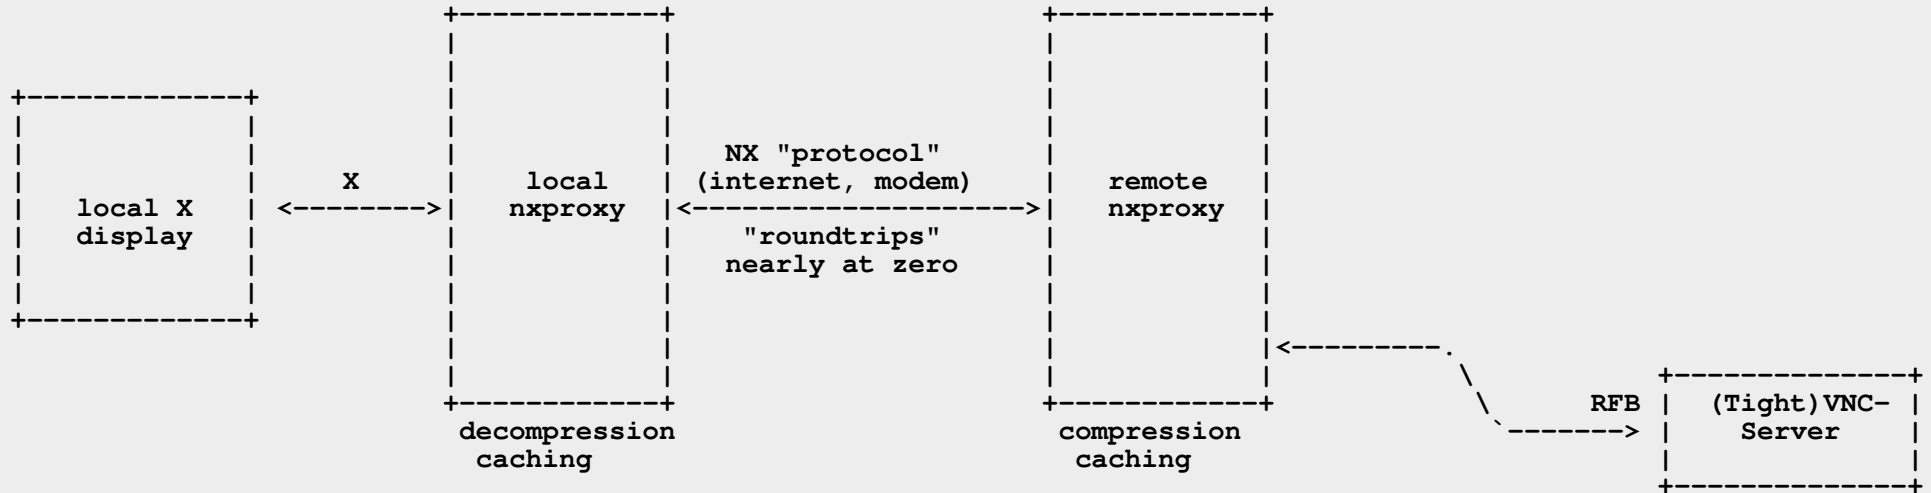 X
local X
display
local
nxproxy
NX "protocol"
(internet, modem)
"roundtrips"
nearly at zero
remote
nxproxy
decompression
caching
compression
caching
RFB
(Tight)VNC-
Server